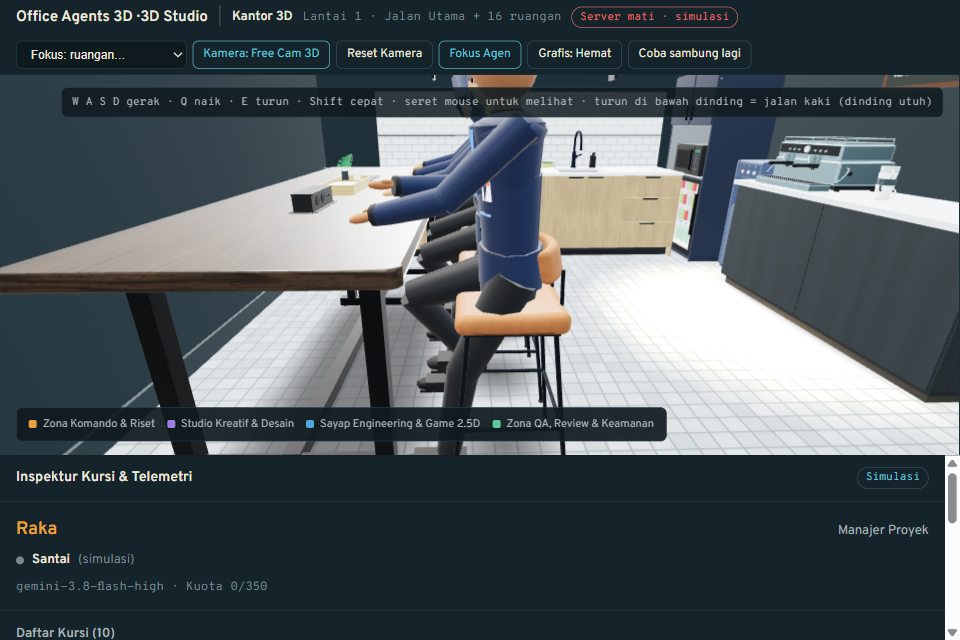 Office Agents 3D ·3D Studio Kantor 3D Lantai 1 · Jalan Utama + 16 ruangan Server mati · simulasi
Fokus: ruangan... Kamera: Free Cam 3D Reset Kamera Fokus Agen Grafis: Hemat Coba sambung lagi
W A S D gerak · Q naik · E turun · Shift cepat · seret mouse untuk melihat · turun di bawah dinding = jalan kaki (dinding utuh)
Zona Komando & Riset Studio Kreatif & Desain Sayap Engineering & Game 2.5D Zona QA, Review & Keamanan
Inspektur Kursi & Telemetri Simulasi
Raka Manajer Proyek
Santai (simulasi)
gemini-3.8-flash-high · Kuota 0/350
Daftar Kursi (10)